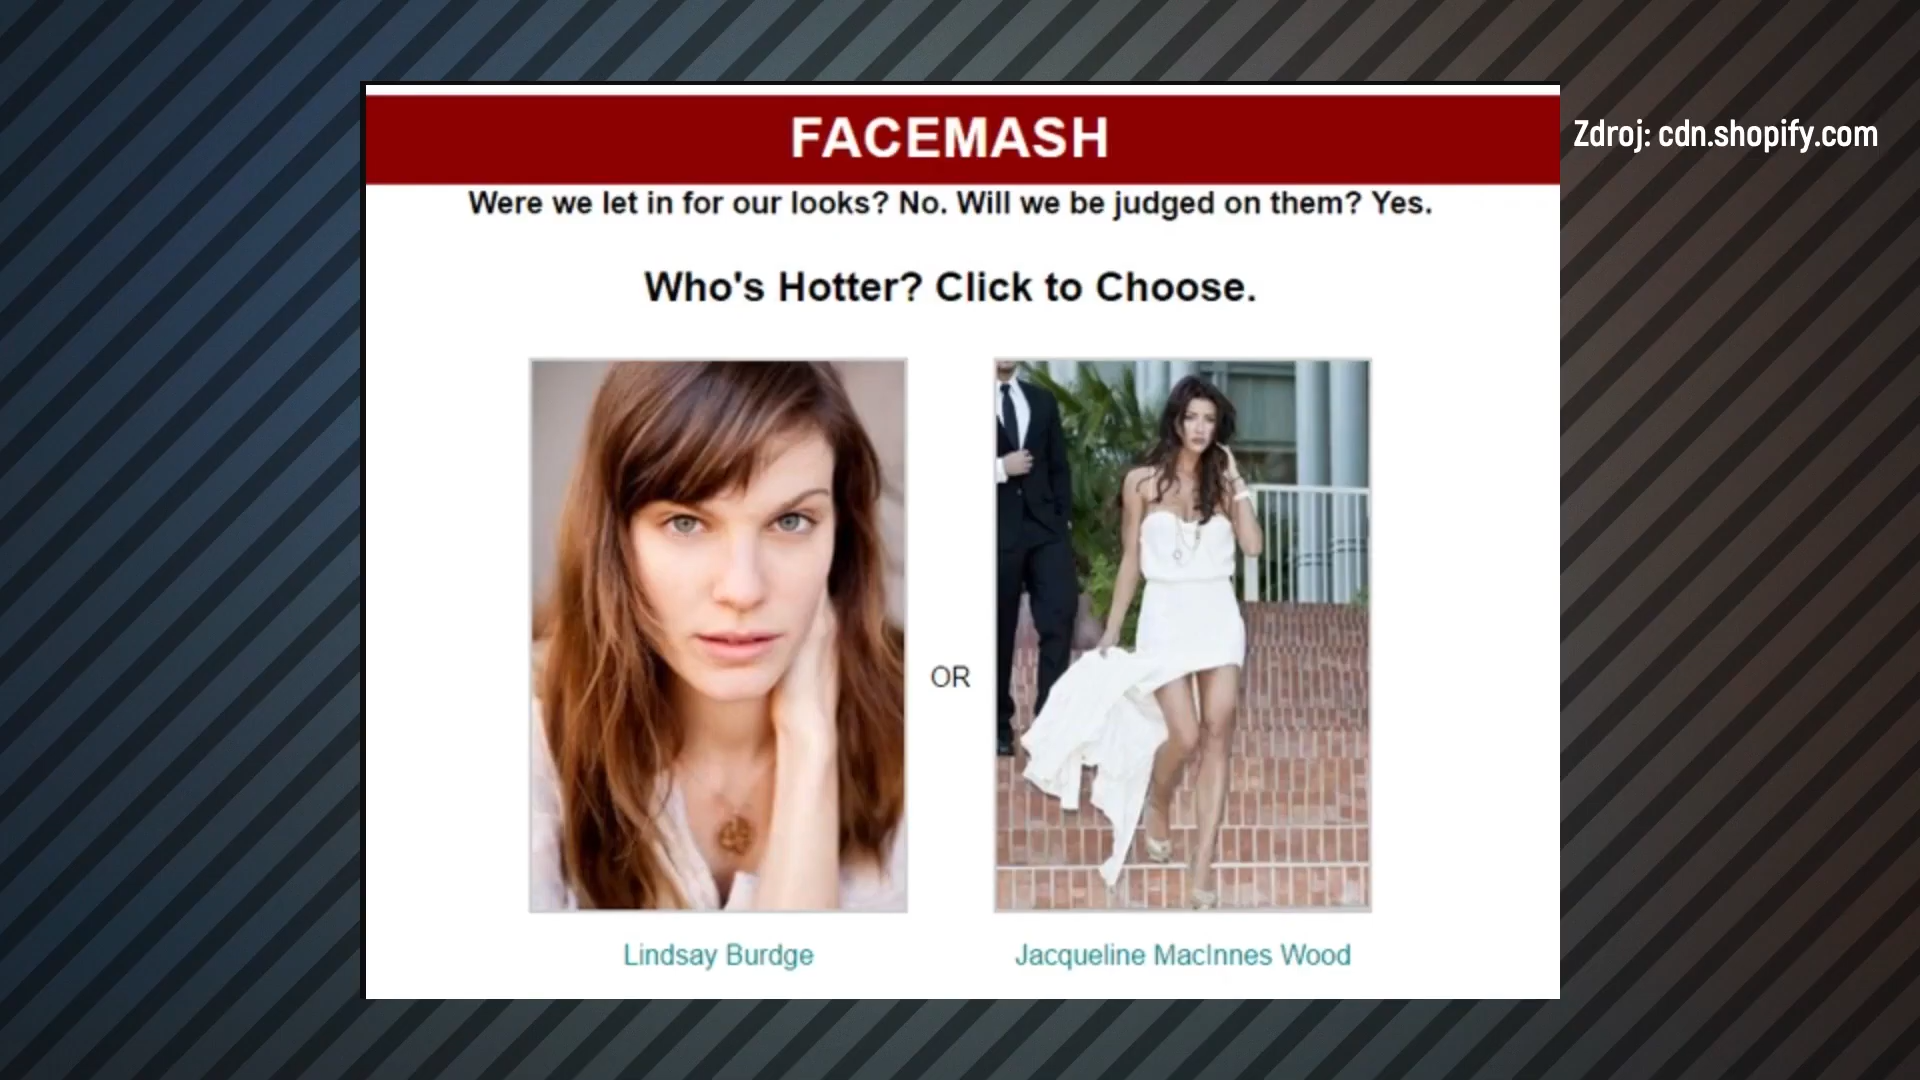 FACEMASH
Zdroj: cdn.shopify.com
Were we let in for our looks? No. Will we be judged on them? Yes.
Who's Hotter? Click to Choose.
OR
Lindsay Burdge
Jacqueline MacInnes Wood